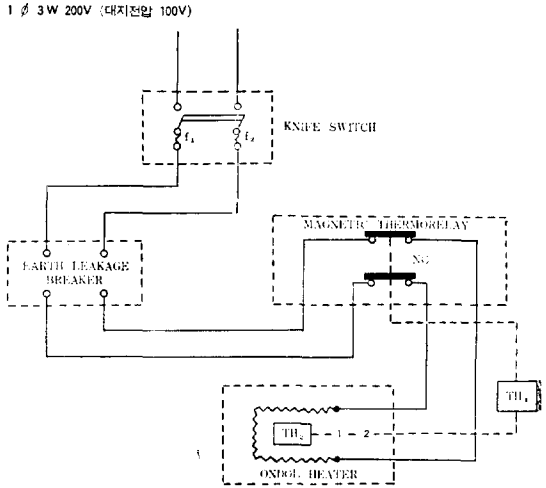 1 ∅ 3W 200V (대지전압 100V)
KNIFE SWITCH
f₁
f₂
MAGNETIC THERMORELAY
NC
EARTH LEAKAGE
BREAKER
TH₁
TH₂
1 2
ONDOL HEATER